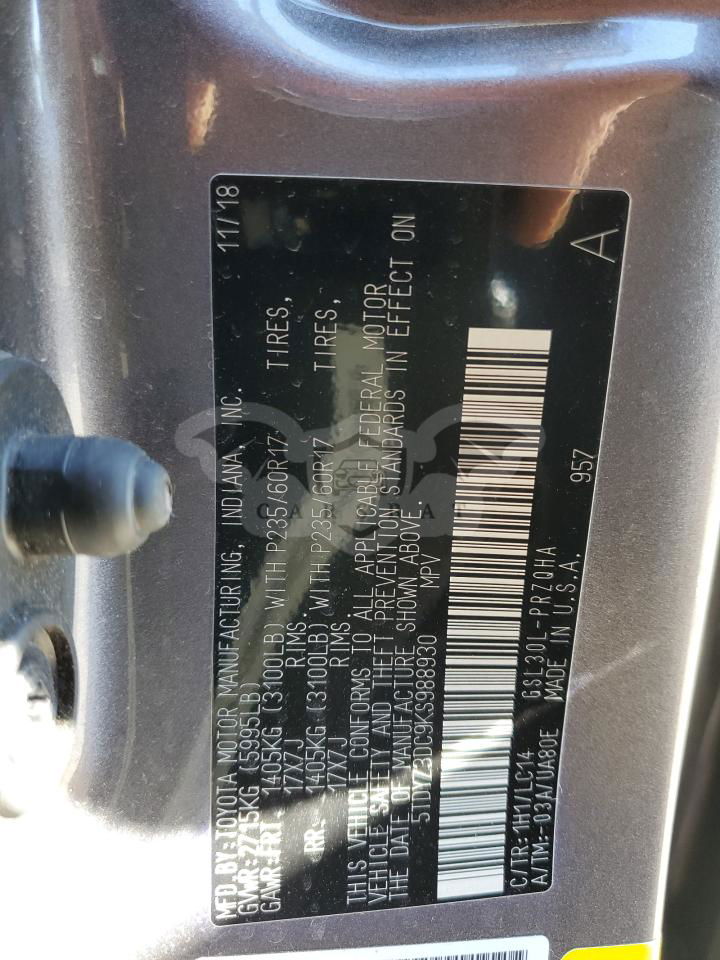 MFD.BY:TOYOTA MOTOR MANUFACTURING, INDIANA, INC. 11/18
GVWR:2715KG (5995LB)
GAWR:FRT. 1405KG (3100LB) WITH P235/60R17 TIRES,
17X7J RIMS
RR. 1405KG (3100LB) WITH P235/60R17 TIRES,
17X7J RIMS
THIS VEHICLE CONFORMS TO ALL APPLICABLE FEDERAL MOTOR
VEHICLE SAFETY AND THEFT PREVENTION STANDARDS IN EFFECT ON
THE DATE OF MANUFACTURE SHOWN ABOVE.
5TDYZ3DC9KS988930 MPV
C/TR:1H1/LC14 GSL30L-PRZQHA 957
A/TM:-03A/UA80E MADE IN U.S.A. A
CARCRAFT